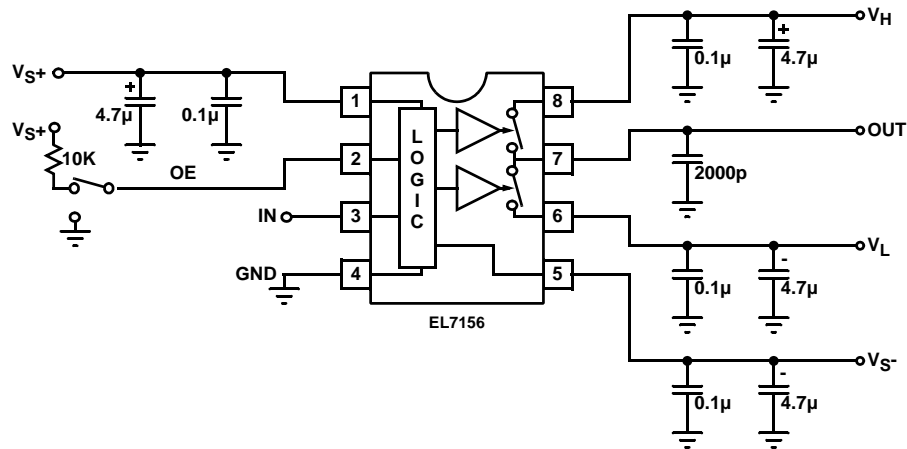 VH
0.1µ
+
4.7µ
VS+
+
4.7µ
0.1µ
1
8
VS+
10K
OE
2
LOGIC
7
OUT
2000p
IN
3
6
VL
0.1µ
-
4.7µ
GND
4
5
EL7156
VS-
0.1µ
-
4.7µ